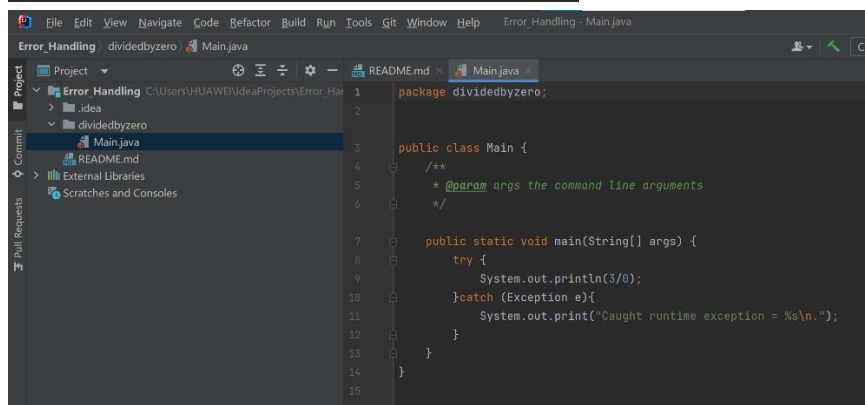 File Edit View Navigate Code Refactor Build Run Tools Git Window Help Error_Handling - Main.java
Error_Handling dividedbyzero Main.java
Project
README.md Main.java
Project
Commit
Pull Requests
Error_Handling C:\Users\HUAWEI\IdeaProjects\Error_Han
.idea
dividedbyzero
Main.java
README.md
External Libraries
Scratches and Consoles
1 package dividedbyzero;
2
3 public class Main {
4 /**
5 * @param args the command line arguments
6 */
7 public static void main(String[] args) {
8 try {
9 System.out.println(3/0);
10 }catch (Exception e){
11 System.out.print("Caught runtime exception = %s\n.");
12 }
13 }
14 }
15